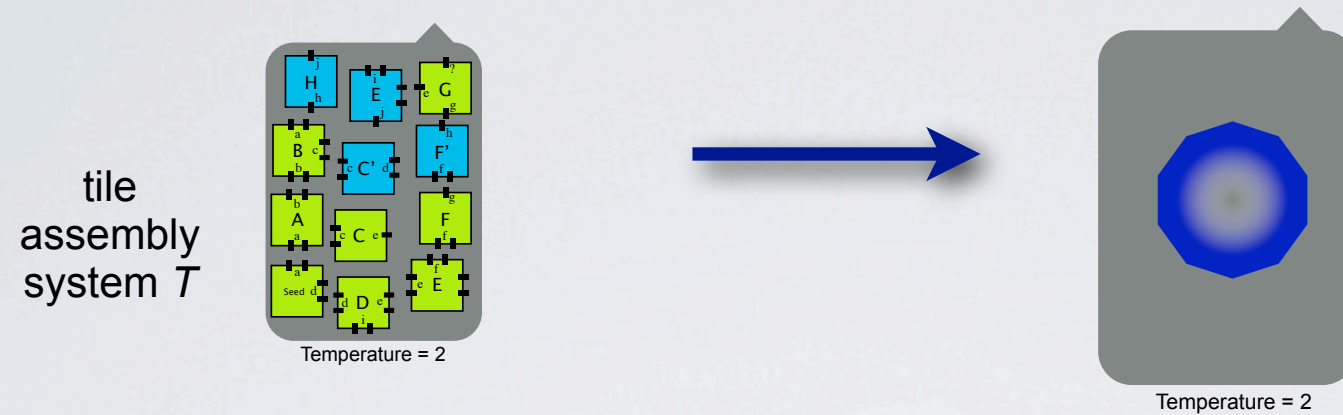 tile
assembly
system T
j
H
h
i
E
j
?
e G
g
a
B c
b
c C' d
h
F'
f
b
A
a
c C e
g
F
f
a
Seed d
d D e
i
f
e E
Temperature = 2
Temperature = 2